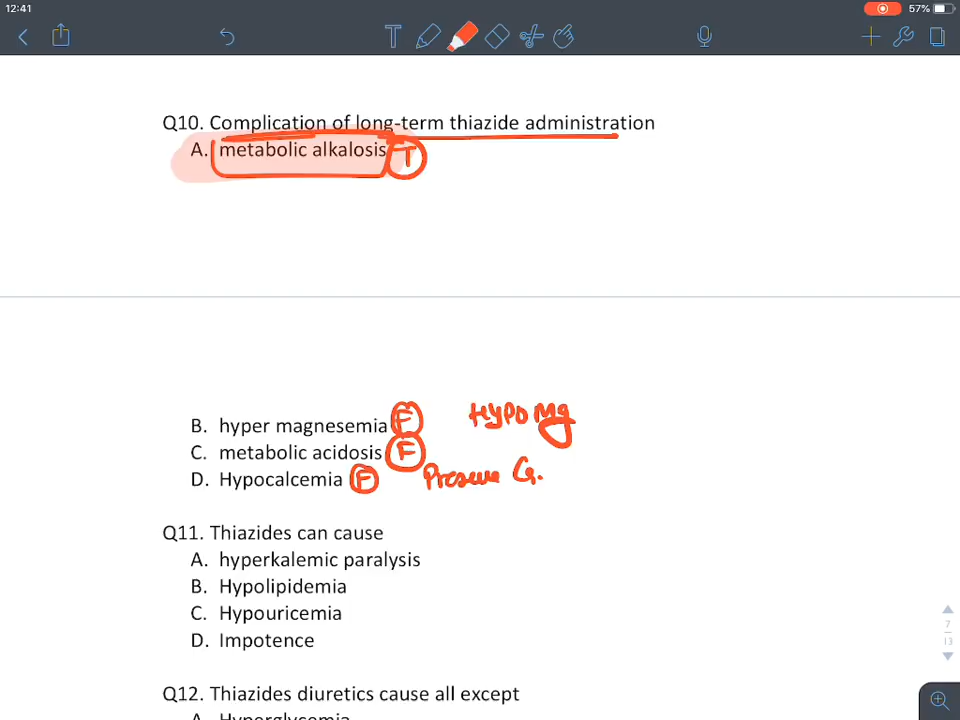 12:41
57%
T
Q10. Complication of long-term thiazide administration
A. metabolic alkalosis T
B. hyper magnesemia F HYPO Mg
C. metabolic acidosis F
D. Hypocalcemia F Preserve Ca.
Q11. Thiazides can cause
A. hyperkalemic paralysis
B. Hypolipidemia
C. Hypouricemia
D. Impotence
7
13
Q12. Thiazides diuretics cause all except
A. Hyperglycemia